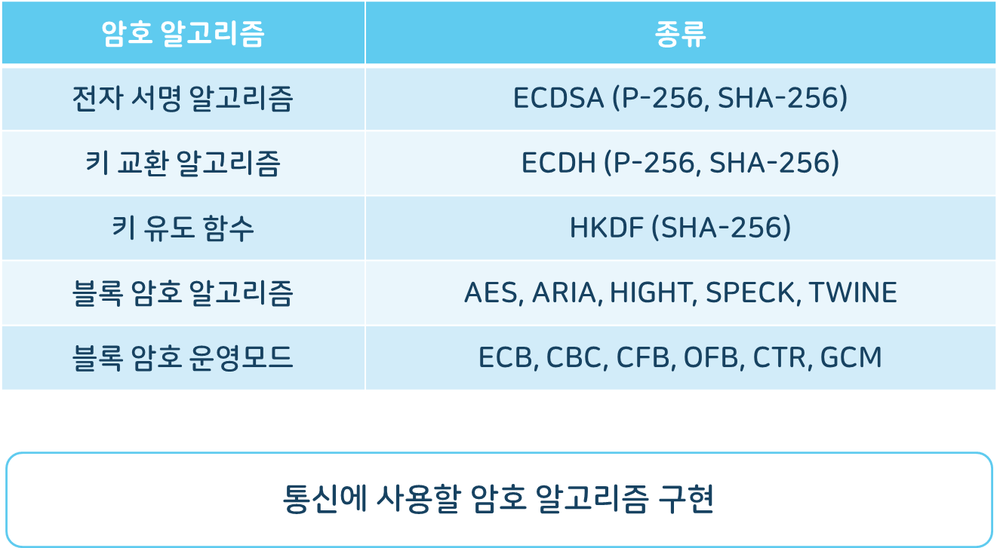 암호 알고리즘 종류
전자 서명 알고리즘 ECDSA (P-256, SHA-256)
키 교환 알고리즘 ECDH (P-256, SHA-256)
키 유도 함수 HKDF (SHA-256)
블록 암호 알고리즘 AES, ARIA, HIGHT, SPECK, TWINE
블록 암호 운영모드 ECB, CBC, CFB, OFB, CTR, GCM
통신에 사용할 암호 알고리즘 구현